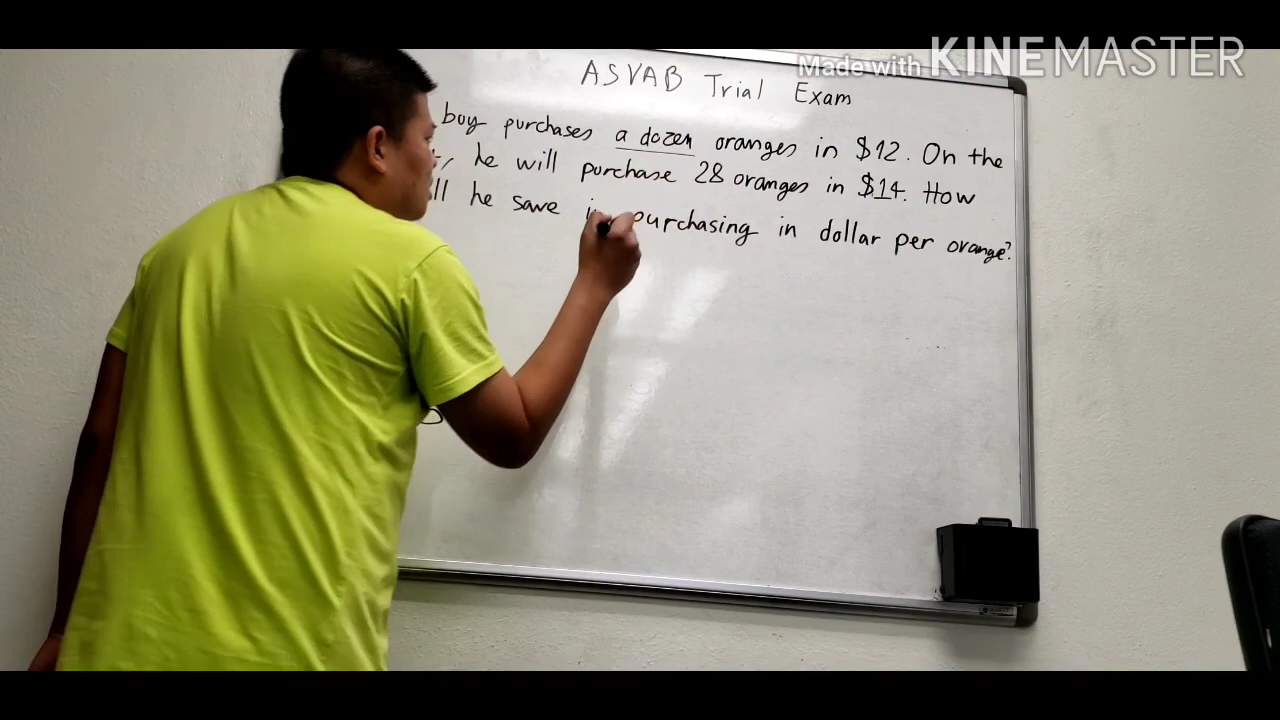 Made with KINEMASTER
ASVAB Trial Exam
boy purchases a dozen oranges in $12. On the
he will purchase 28 oranges in $14. How
he save purchasing in dollar per orange?